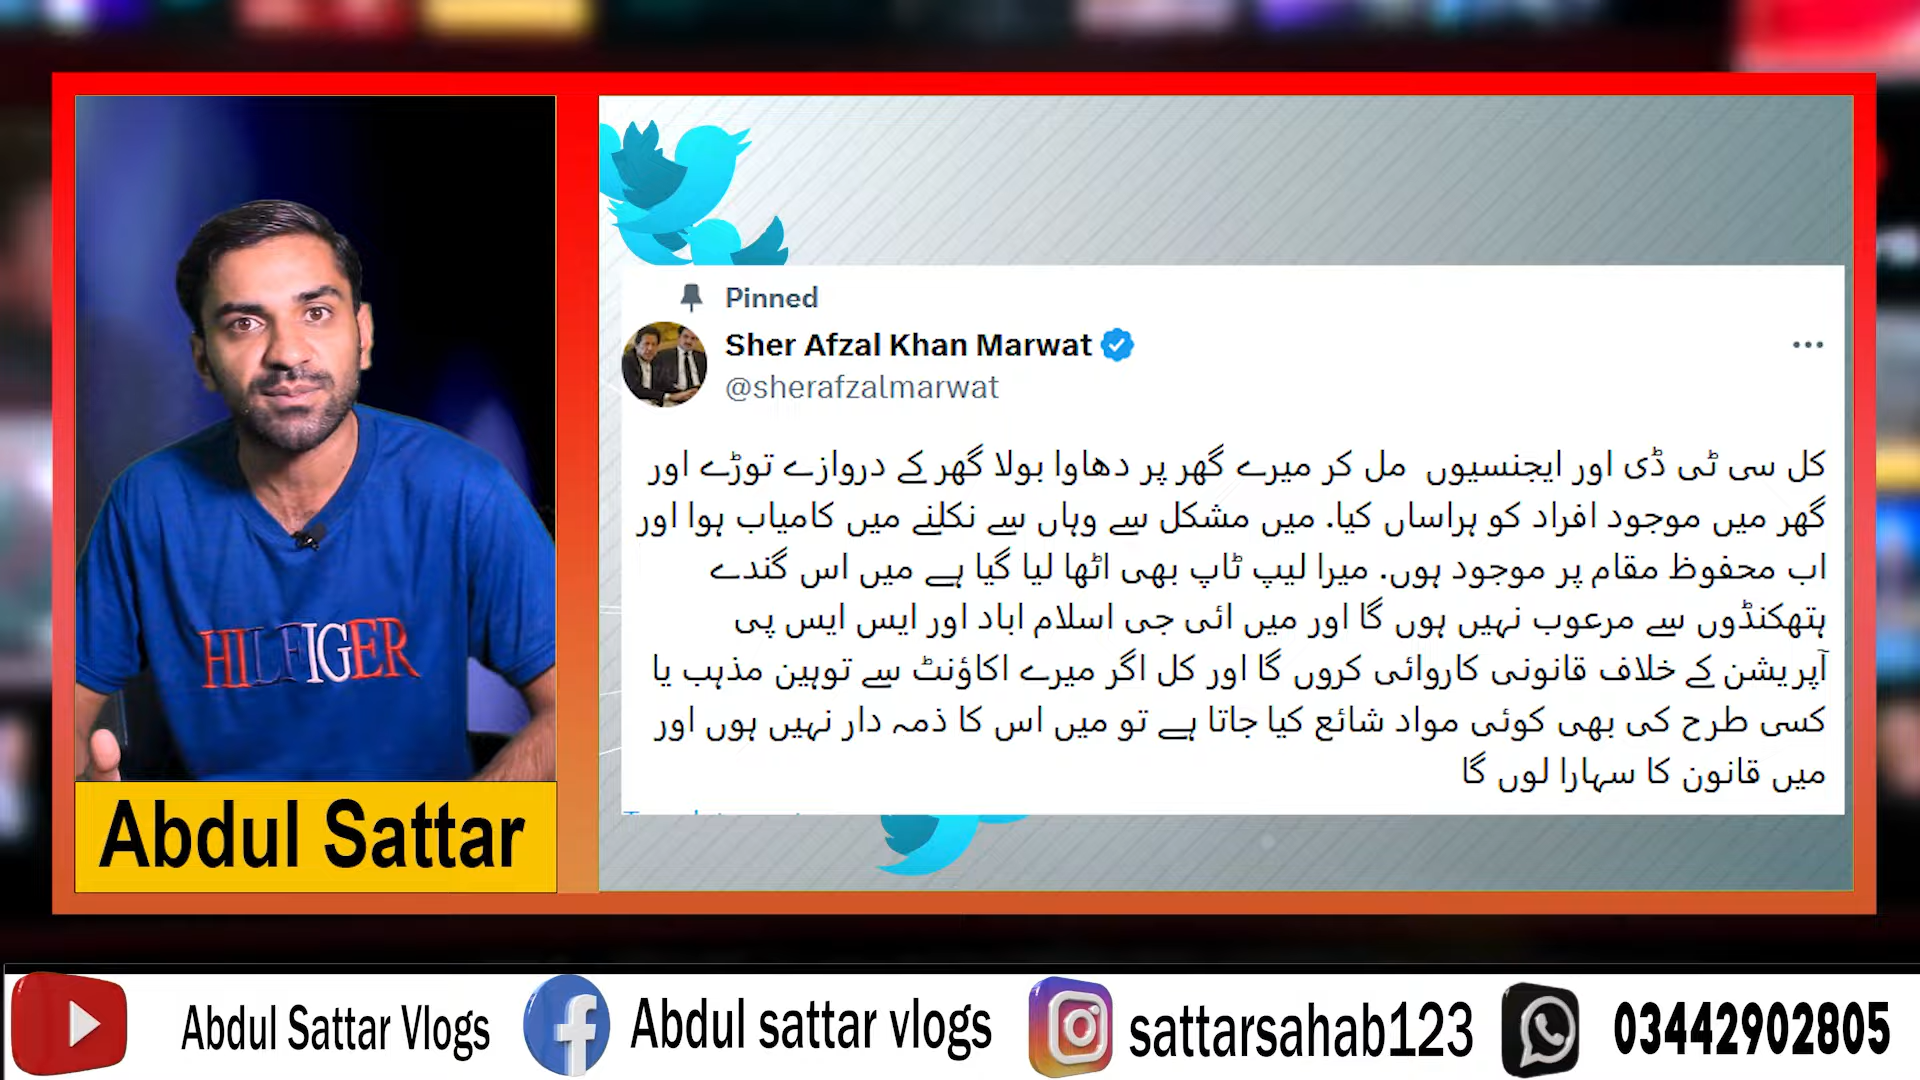 Pinned
Sher Afzal Khan Marwat
@sherafzalmarwat
کل سی ٹی ڈی اور ایجنسیوں مل کر میرے گھر پر دھاوا بولا گھر کے دروازے توڑے اور
گھر میں موجود افراد کو ہراساں کیا. میں مشکل سے وہاں سے نکلنے میں کامیاب ہوا اور
اب محفوظ مقام پر موجود ہوں. میرا لیپ ٹاپ بھی اٹھا لیا گیا ہے میں اس گندے
ہتھکنڈوں سے مرعوب نہیں ہوں گا اور میں ائی جی اسلام اباد اور ایس ایس پی
آپریشن کے خلاف قانونی کاروائی کروں گا اور کل اگر میرے اکاؤنٹ سے توہین مذہب یا
کسی طرح کی بھی کوئی مواد شائع کیا جاتا ہے تو میں اس کا ذمہ دار نہیں ہوں اور
میں قانون کا سہارا لوں گا
HILFIGER
Abdul Sattar
Abdul Sattar Vlogs
Abdul sattar vlogs
sattarsahab123
03442902805